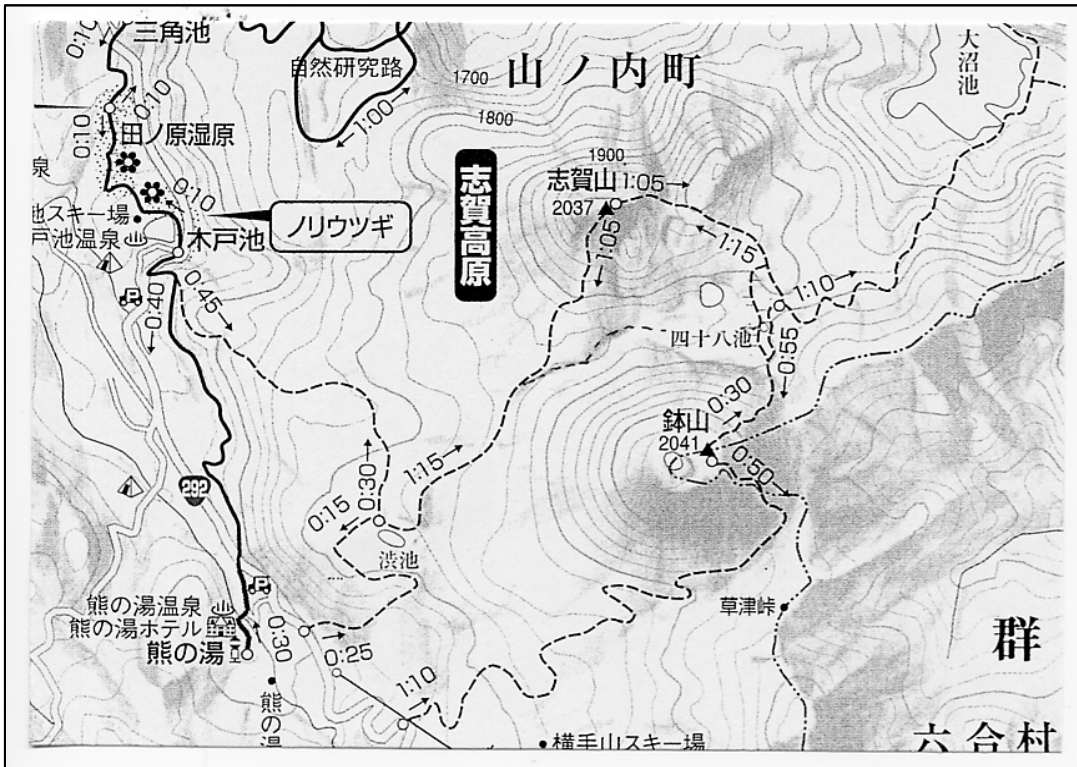 0:10
三角池
自然研究路
1700
山ノ内町
大沼池
0:10
0:10
1:00
1800
田ノ原湿原
泉
1900
志賀高原
志賀山
1:05
2037
0:10
池スキー場
ノリウツギ
戸池温泉
木戸池
1:15
1:05
1:10
0:40
0:45
四十八池
0:55
0:30
鉢山
2041
0:50
1:15
0:30
292
0:15
渋池
熊の湯温泉
熊の湯ホテル
熊の湯
草津峠
0:30
0:25
群
1:10
熊の湯
横手山スキー場
六合村